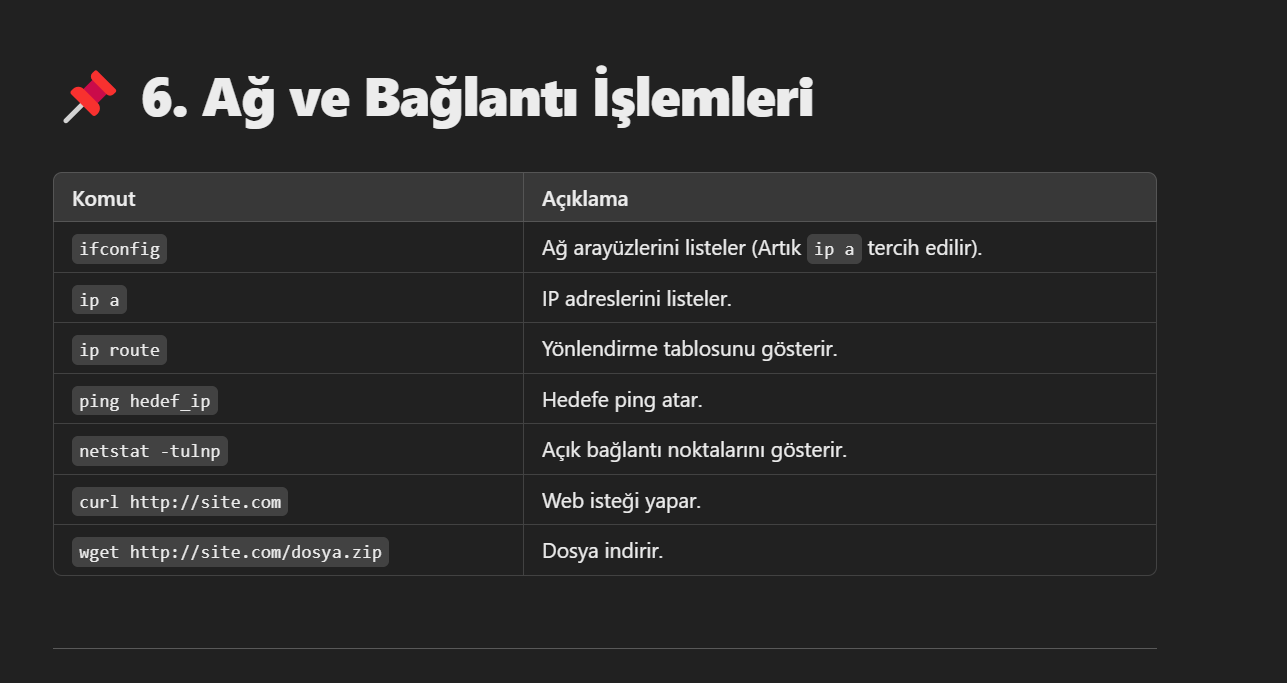 📌 6. Ağ ve Bağlantı İşlemleri
Komut Açıklama
ifconfig Ağ arayüzlerini listeler (Artık ip a tercih edilir).
ip a IP adreslerini listeler.
ip route Yönlendirme tablosunu gösterir.
ping hedef_ip Hedefe ping atar.
netstat -tulnp Açık bağlantı noktalarını gösterir.
curl http://site.com Web isteği yapar.
wget http://site.com/dosya.zip Dosya indirir.